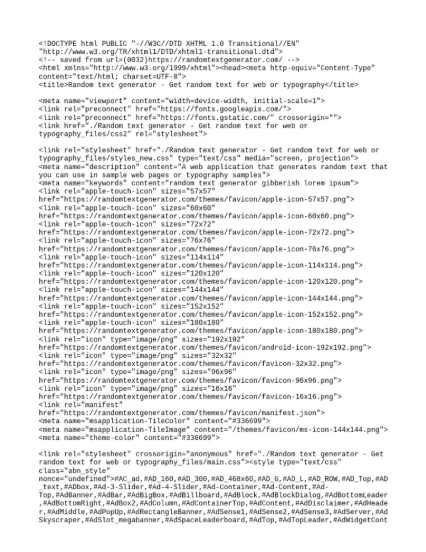 <!DOCTYPE html PUBLIC "-//W3C//DTD XHTML 1.0 Transitional//EN"
"http://www.w3.org/TR/xhtml1/DTD/xhtml1-transitional.dtd">
<!-- saved from url=(0032)https://randomtextgenerator.com/ -->
<html xmlns="http://www.w3.org/1999/xhtml"><head><meta http-equiv="Content-Type"
content="text/html; charset=UTF-8">
<title>Random text generator - Get random text for web or typography</title>

<meta name="viewport" content="width=device-width, initial-scale=1">
<link rel="preconnect" href="https://fonts.googleapis.com/">
<link rel="preconnect" href="https://fonts.gstatic.com/" crossorigin="">
<link href="./Random text generator - Get random text for web or
typography_files/css2" rel="stylesheet">

<link rel="stylesheet" href="./Random text generator - Get random text for web or
typography_files/styles_new.css" type="text/css" media="screen, projection">
<meta name="description" content="A web application that generates random text that
you can use in sample web pages or typography samples">
<meta name="keywords" content="random text generator gibberish lorem ipsum">
<link rel="apple-touch-icon" sizes="57x57"
href="https://randomtextgenerator.com/themes/favicon/apple-icon-57x57.png">
<link rel="apple-touch-icon" sizes="60x60"
href="https://randomtextgenerator.com/themes/favicon/apple-icon-60x60.png">
<link rel="apple-touch-icon" sizes="72x72"
href="https://randomtextgenerator.com/themes/favicon/apple-icon-72x72.png">
<link rel="apple-touch-icon" sizes="76x76"
href="https://randomtextgenerator.com/themes/favicon/apple-icon-76x76.png">
<link rel="apple-touch-icon" sizes="114x114"
href="https://randomtextgenerator.com/themes/favicon/apple-icon-114x114.png">
<link rel="apple-touch-icon" sizes="120x120"
href="https://randomtextgenerator.com/themes/favicon/apple-icon-120x120.png">
<link rel="apple-touch-icon" sizes="144x144"
href="https://randomtextgenerator.com/themes/favicon/apple-icon-144x144.png">
<link rel="apple-touch-icon" sizes="152x152"
href="https://randomtextgenerator.com/themes/favicon/apple-icon-152x152.png">
<link rel="apple-touch-icon" sizes="180x180"
href="https://randomtextgenerator.com/themes/favicon/apple-icon-180x180.png">
<link rel="icon" type="image/png" sizes="192x192"
href="https://randomtextgenerator.com/themes/favicon/android-icon-192x192.png">
<link rel="icon" type="image/png" sizes="32x32"
href="https://randomtextgenerator.com/themes/favicon/favicon-32x32.png">
<link rel="icon" type="image/png" sizes="96x96"
href="https://randomtextgenerator.com/themes/favicon/favicon-96x96.png">
<link rel="icon" type="image/png" sizes="16x16"
href="https://randomtextgenerator.com/themes/favicon/favicon-16x16.png">
<link rel="manifest"
href="https://randomtextgenerator.com/themes/favicon/manifest.json">
<meta name="msapplication-TileColor" content="#336699">
<meta name="msapplication-TileImage" content="/themes/favicon/ms-icon-144x144.png">
<meta name="theme-color" content="#336699">

<link rel="stylesheet" crossorigin="anonymous" href="./Random text generator - Get
random text for web or typography_files/main.css"><style type="text/css"
class="abn_style"
nonce="undefined">#AC_ad,#AD_160,#AD_300,#AD_468x60,#AD_G,#AD_L,#AD_ROW,#AD_Top,#AD
_text,#ADbox,#Ad-3-Slider,#Ad-4-Slider,#Ad-Container,#Ad-Content,#Ad-
Top,#AdBanner,#AdBar,#AdBigBox,#AdBillboard,#AdBlock,#AdBlockDialog,#AdBottomLeader
,#AdBottomRight,#AdBox2,#AdColumn,#AdContainerTop,#AdContent,#AdDisclaimer,#AdHeade
r,#AdMiddle,#AdPopUp,#AdRectangleBanner,#AdSense1,#AdSense2,#AdSense3,#AdServer,#Ad
Skyscraper,#AdSlot_megabanner,#AdSpaceLeaderboard,#AdTop,#AdTopLeader,#AdWidgetCont